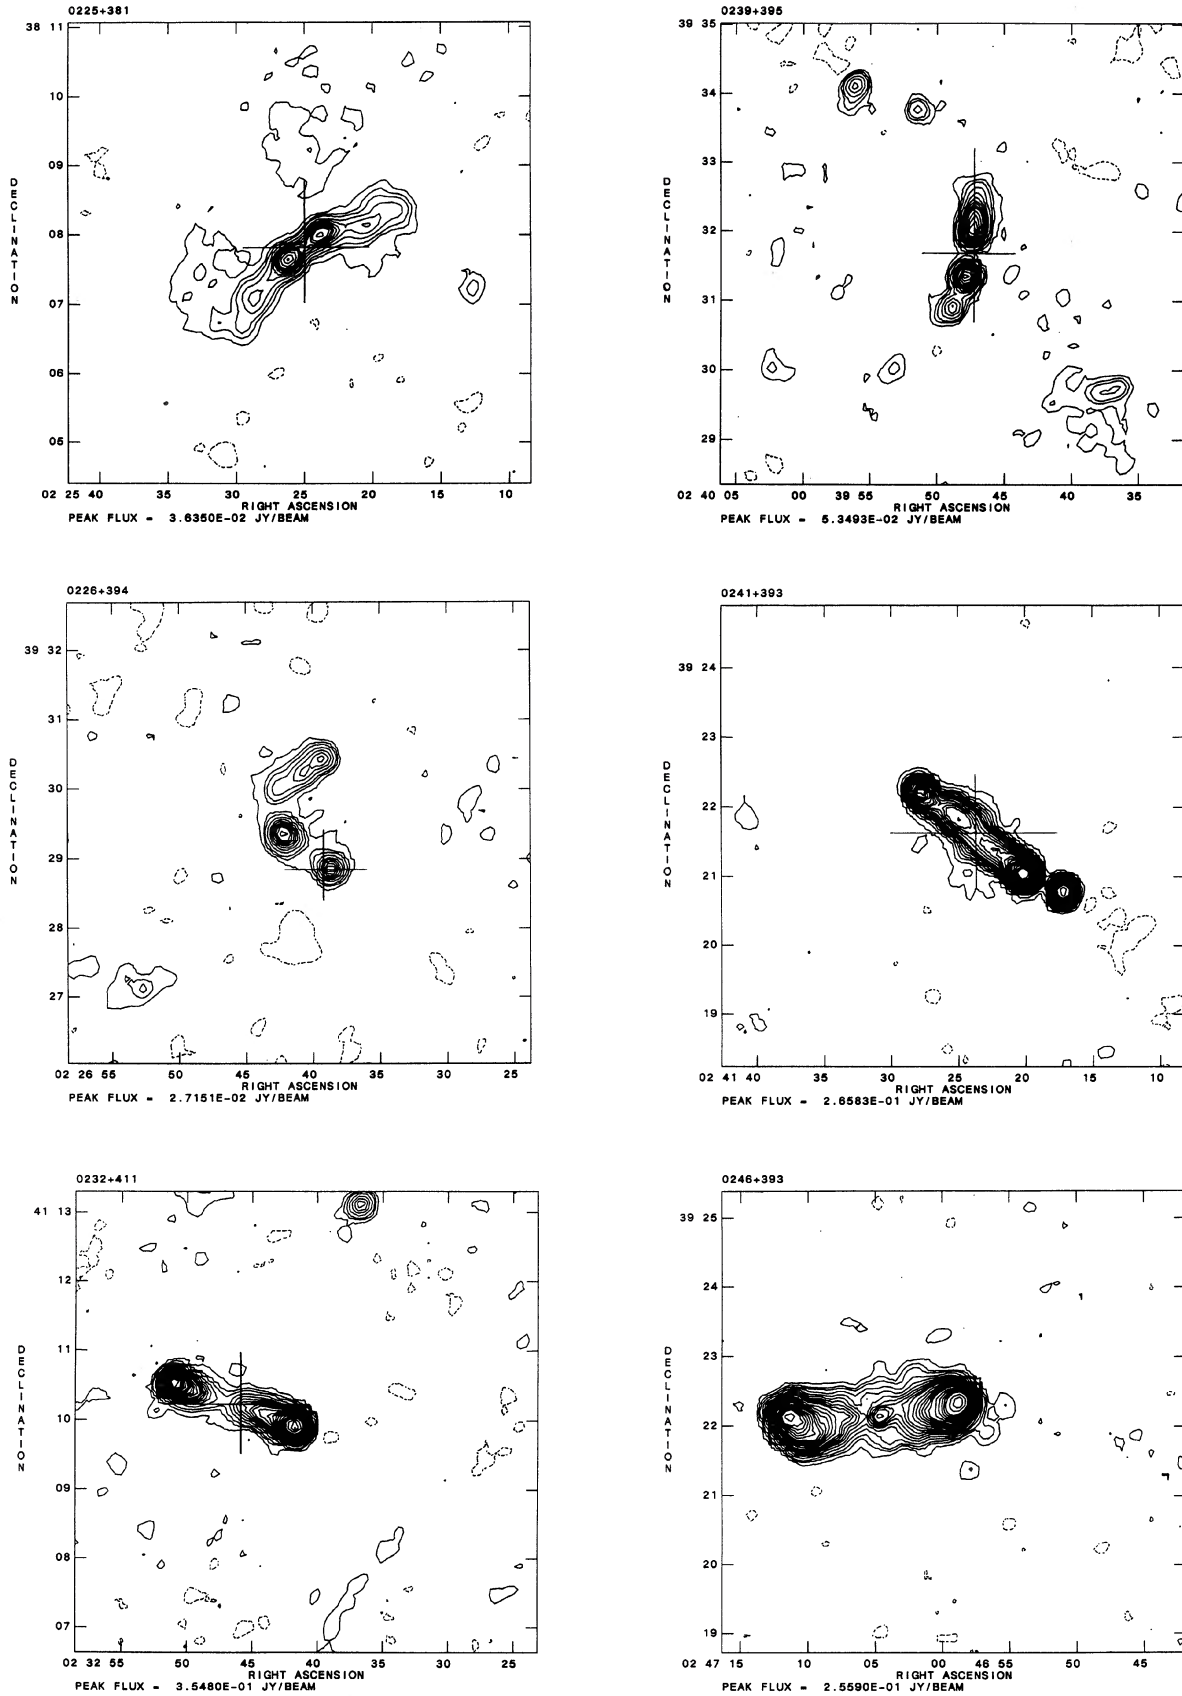 0225+381
38 11
10
09
08
07
06
05
DECLINATION
02 25 40 35 30 25 20 15 10
RIGHT ASCENSION
PEAK FLUX = 3.6350E-02 JY/BEAM
0239+395
39 35
34
33
32
31
30
29
DECLINATION
02 40 05 00 39 55 50 45 40 35
RIGHT ASCENSION
PEAK FLUX = 5.3493E-02 JY/BEAM
0226+394
39 32
31
30
29
28
27
DECLINATION
02 26 55 50 45 40 35 30 25
RIGHT ASCENSION
PEAK FLUX = 2.7151E-02 JY/BEAM
0241+393
39 24
23
22
21
20
19
DECLINATION
02 41 40 35 30 25 20 15 10
RIGHT ASCENSION
PEAK FLUX = 2.6583E-01 JY/BEAM
0232+411
41 13
12
11
10
09
08
07
DECLINATION
02 32 55 50 45 40 35 30 25
RIGHT ASCENSION
PEAK FLUX = 3.5480E-01 JY/BEAM
0246+393
39 25
24
23
22
21
20
19
DECLINATION
02 47 15 10 05 00 46 55 50 45
RIGHT ASCENSION
PEAK FLUX = 2.5590E-01 JY/BEAM